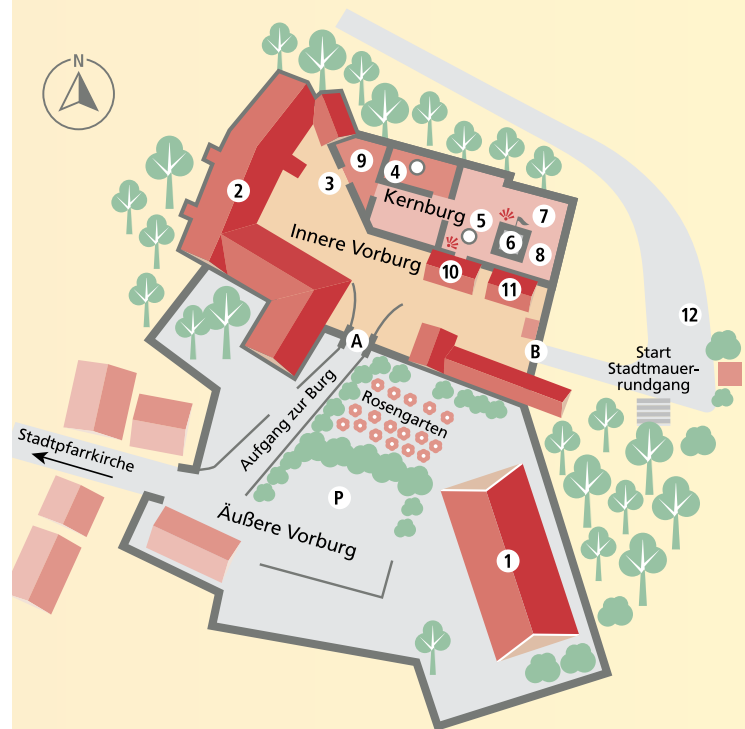 N
9
4
3
2
Kernburg
5
7
6
8
Innere Vorburg
10
11
12
A
B
Start
Stadtmauer-
rundgang
Rosengarten
Aufgang zur Burg
Stadtpfarrkirche
P
Äußere Vorburg
1